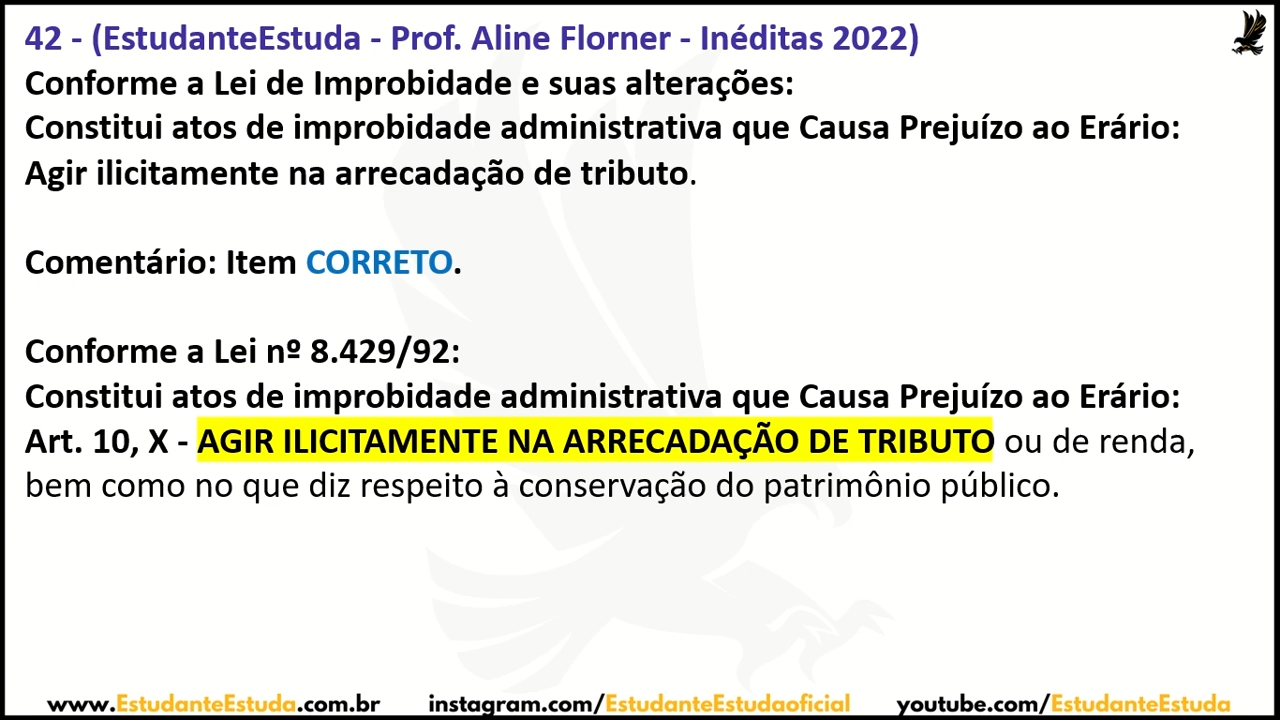 42 - (EstudanteEstuda - Prof. Aline Florner - Inéditas 2022)
Conforme a Lei de Improbidade e suas alterações:
Constitui atos de improbidade administrativa que Causa Prejuízo ao Erário:
Agir ilicitamente na arrecadação de tributo.
Comentário: Item CORRETO.
Conforme a Lei nº 8.429/92:
Constitui atos de improbidade administrativa que Causa Prejuízo ao Erário:
Art. 10, X - AGIR ILICITAMENTE NA ARRECADAÇÃO DE TRIBUTO ou de renda,
bem como no que diz respeito à conservação do patrimônio público.
www.EstudanteEstuda.com.br instagram.com/EstudanteEstudaoficial youtube.com/EstudanteEstuda